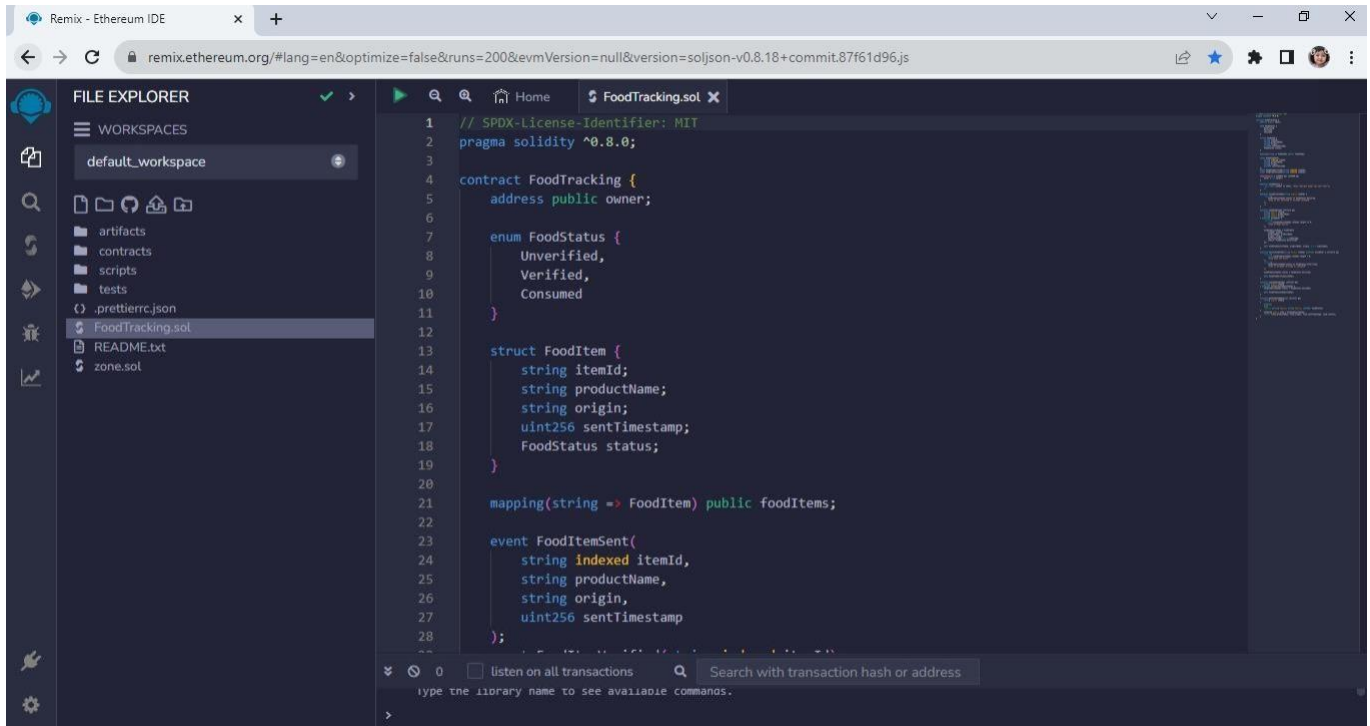 Remix - Ethereum IDE
remix.ethereum.org/#lang=en&optimize=false&runs=200&evmVersion=null&version=soljson-v0.8.18+commit.87f61d96.js
FILE EXPLORER
WORKSPACES
default_workspace
artifacts
contracts
scripts
tests
.prettierrc.json
FoodTracking.sol
README.txt
zone.sol
Home
FoodTracking.sol
1 // SPDX-License-Identifier: MIT
2 pragma solidity ^0.8.0;
3
4 contract FoodTracking {
5 address public owner;
6
7 enum FoodStatus {
8 Unverified,
9 Verified,
10 Consumed
11 }
12
13 struct FoodItem {
14 string itemId;
15 string productName;
16 string origin;
17 uint256 sentTimestamp;
18 FoodStatus status;
19 }
20
21 mapping(string => FoodItem) public foodItems;
22
23 event FoodItemSent(
24 string indexed itemId,
25 string productName,
26 string origin,
27 uint256 sentTimestamp
28 );
0 listen on all transactions Search with transaction hash or address
Type the library name to see available commands.
>